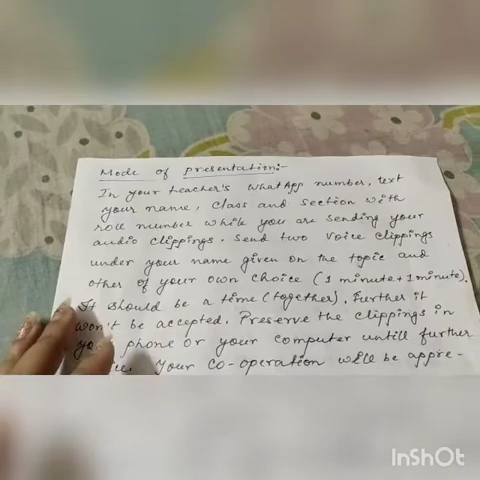 Mode of presentation:-
In your teacher's WhatApp number, text
your name, Class and Section with
roll number while you are sending your
audio clippings. Send two voice clippings
under your name given on the topic and
other of your own choice (1 minute+1 minute).
It should be a time (together). Further it
won't be accepted. Preserve the clippings in
phone or your computer untill further
Your Co-operation will be appre-
InShOt